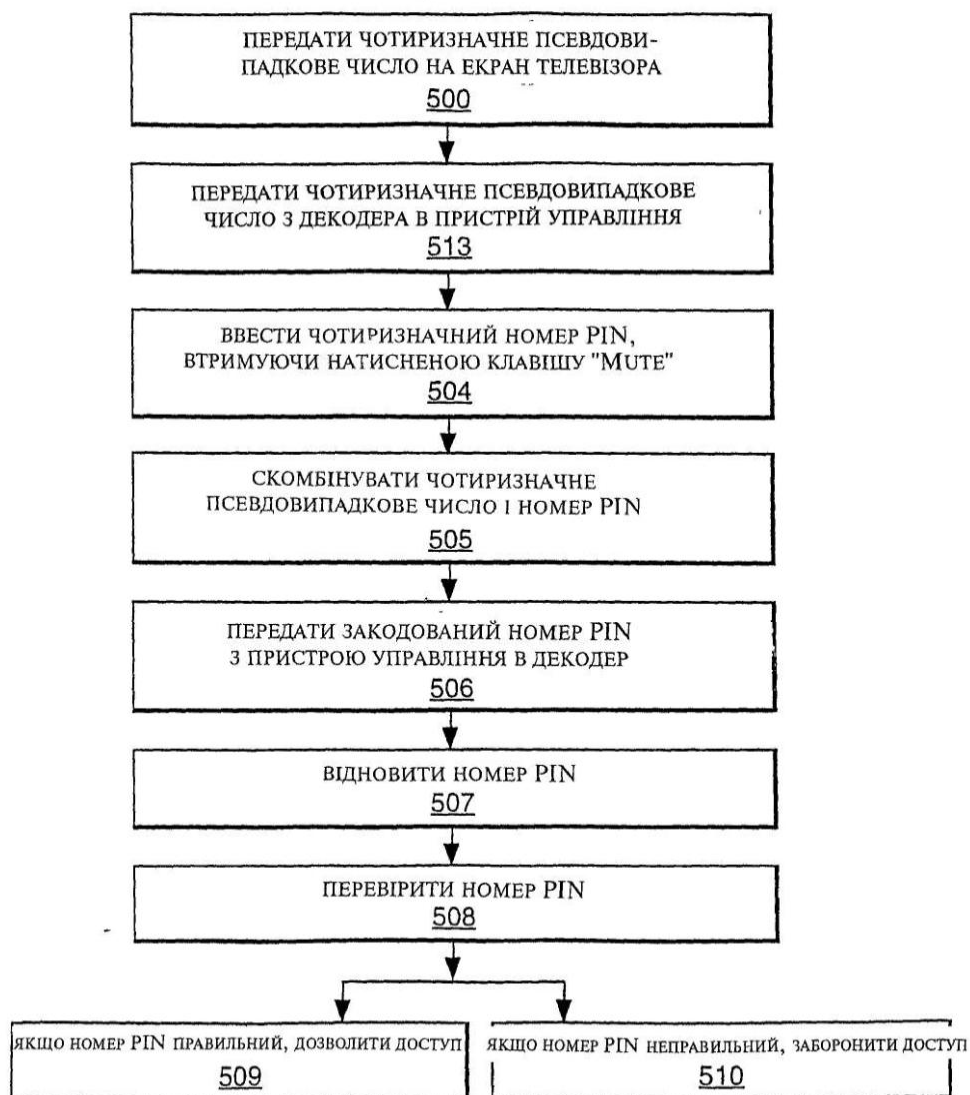 ПЕРЕДАТИ ЧОТИРИЗНАЧНЕ ПСЕВДОВИ-
ПАДКОВЕ ЧИСЛО НА ЕКРАН ТЕЛЕВІЗОРА
500
ПЕРЕДАТИ ЧОТИРИЗНАЧНЕ ПСЕВДОВИПАДКОВЕ
ЧИСЛО З ДЕКОДЕРА В ПРИСТРІЙ УПРАВЛІННЯ
513
ВВЕСТИ ЧОТИРИЗНАЧНИЙ НОМЕР PIN,
ВТРИМУЮЧИ НАТИСНЕНОЮ КЛАВІШУ "MUTE"
504
СКОМБІНУВАТИ ЧОТИРИЗНАЧНЕ
ПСЕВДОВИПАДКОВЕ ЧИСЛО І НОМЕР PIN
505
ПЕРЕДАТИ ЗАКОДОВАНИЙ НОМЕР PIN
З ПРИСТРОЮ УПРАВЛІННЯ В ДЕКОДЕР
506
ВІДНОВИТИ НОМЕР PIN
507
ПЕРЕВІРИТИ НОМЕР PIN
508
ЯКЩО НОМЕР PIN ПРАВИЛЬНИЙ, ДОЗВОЛИТИ ДОСТУП
509
ЯКЩО НОМЕР PIN НЕПРАВИЛЬНИЙ, ЗАБОРОНИТИ ДОСТУП
510